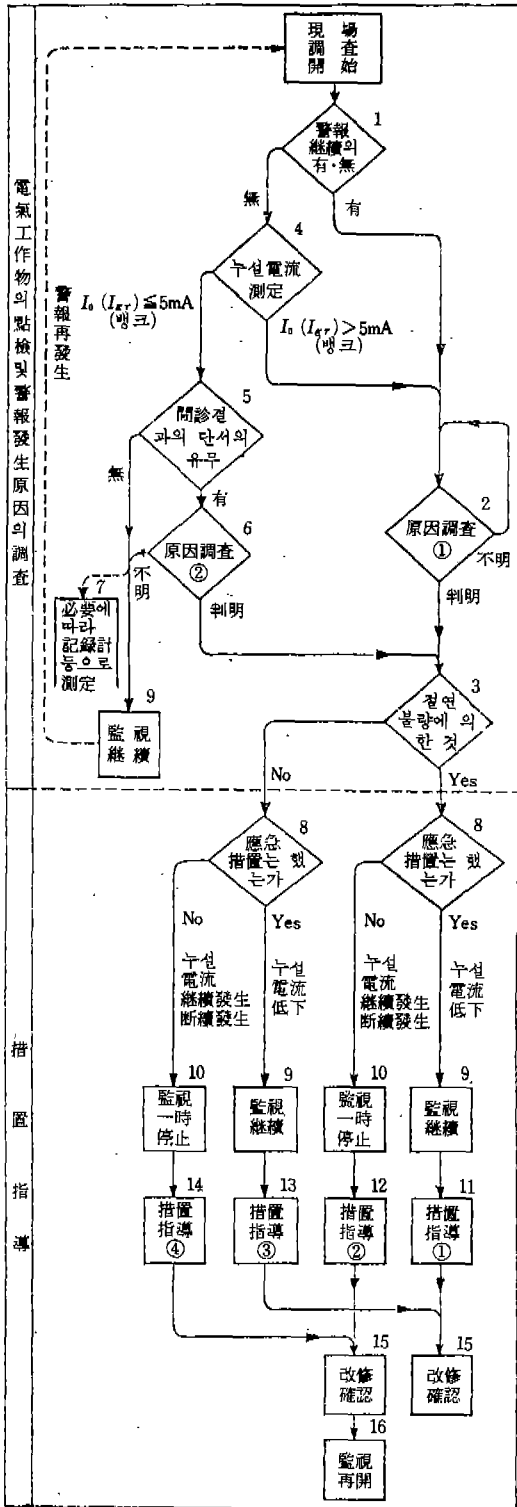 電氣工作物의 點檢 및 警報發生原因의 調査
現場
調査
開始
1
警報
継續의
有·無
無
有
4
누설電流
測定
警報再發生
I₀ (I_gr) ≦ 5mA
(뱅크)
I₀ (I_gr) > 5mA
(뱅크)
5
問診결
과의 단서의
유무
無
有
2
原因調査
①
不明
判明
6
原因調査
②
不明
判明
7
必要에
따라
記錄計
등으로
測定
9
監視
継續
3
절연
불량에 의
한 것
No
Yes
措置指導
8
應急
措置는 했
는가
8
應急
措置는 했
는가
No
Yes
No
Yes
누설
電流
継續發生
断續發生
누설
電流
低下
누설
電流
継續發生
断續發生
누설
電流
低下
10
監視
一時
停止
9
監視
継續
10
監視
一時
停止
9
監視
継續
14
措置
指導
④
13
措置
指導
③
12
措置
指導
②
11
措置
指導
①
15
改修
確認
15
改修
確認
16
監視
再開